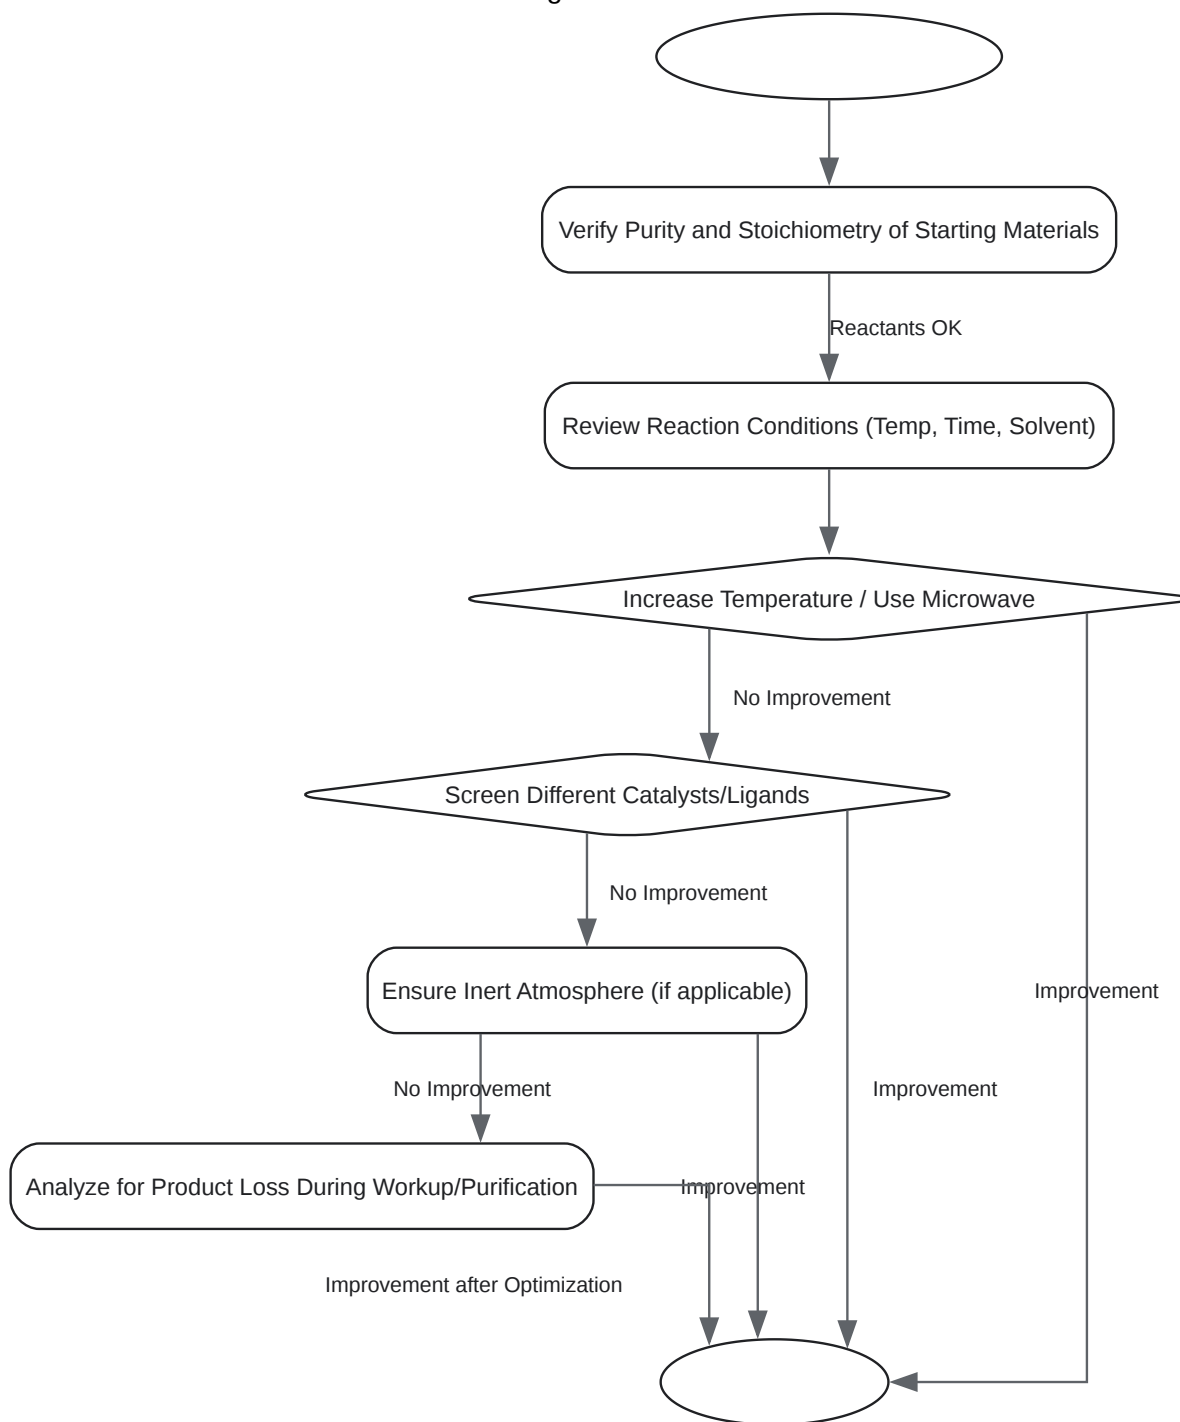 Verify Purity and Stoichiometry of Starting Materials
Reactants OK
Review Reaction Conditions (Temp, Time, Solvent)
Increase Temperature / Use Microwave
No Improvement
Screen Different Catalysts/Ligands
No Improvement
Ensure Inert Atmosphere (if applicable)
Improvement
No Improvement
Improvement
Analyze for Product Loss During Workup/Purification
Improvement
Improvement after Optimization